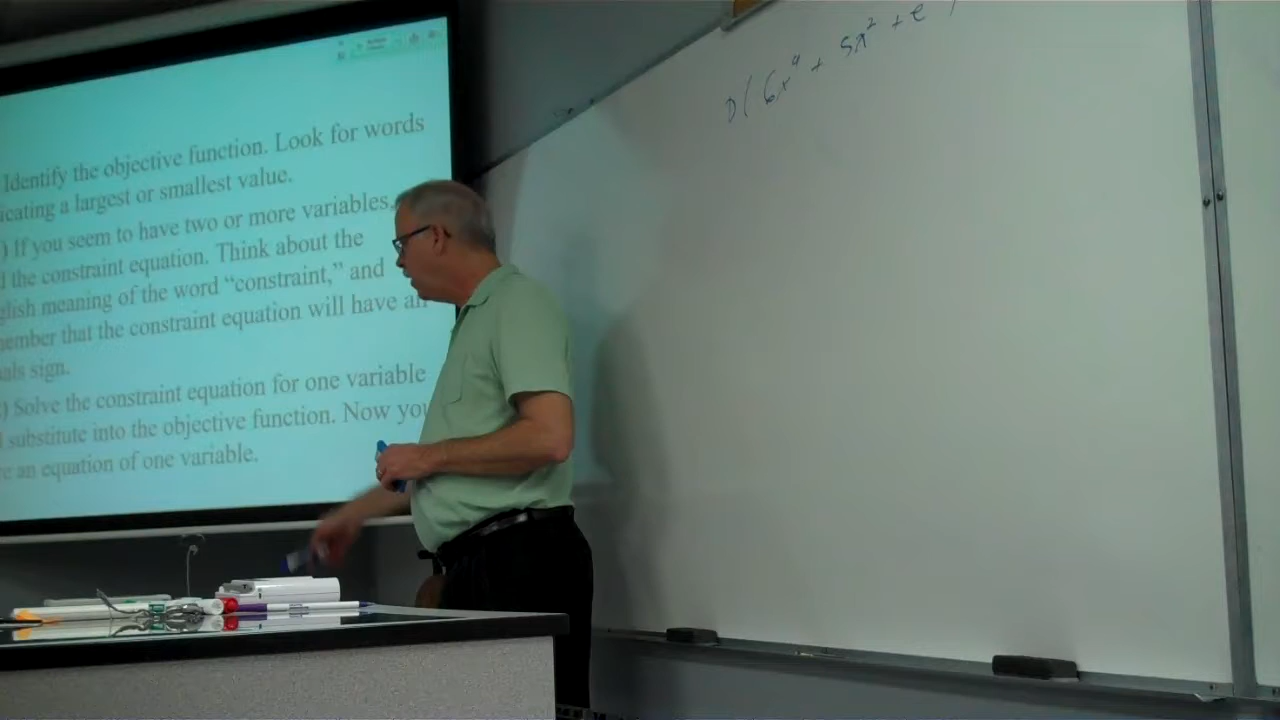 Identify the objective function. Look for words
icating a largest or smallest value.
) If you seem to have two or more variables,
d the constraint equation. Think about the
glish meaning of the word “constraint,” and
member that the constraint equation will have an
als sign.
) Solve the constraint equation for one variable
l substitute into the objective function. Now you
e an equation of one variable.
D(6x⁴ + 5π² + e